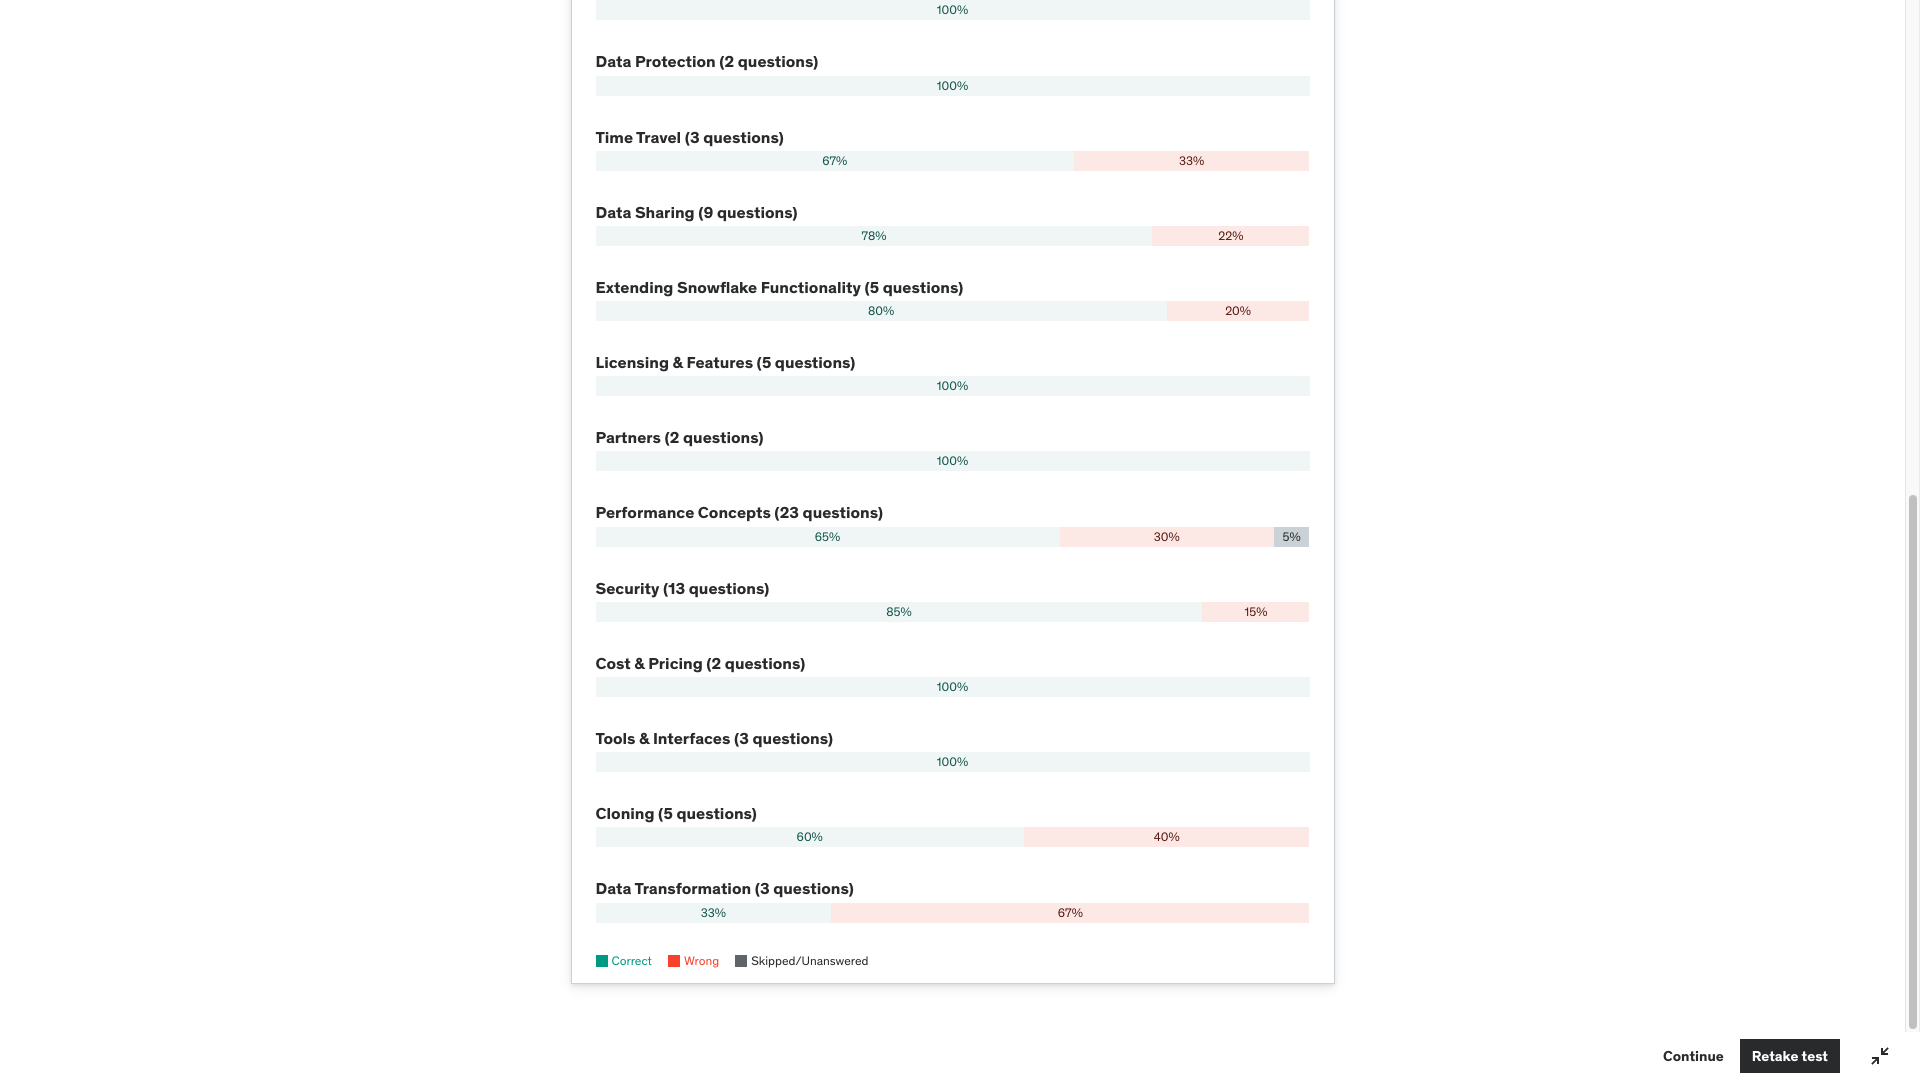 100%
Data Protection (2 questions)
100%
Time Travel (3 questions)
67% 33%
Data Sharing (9 questions)
78% 22%
Extending Snowflake Functionality (5 questions)
80% 20%
Licensing & Features (5 questions)
100%
Partners (2 questions)
100%
Performance Concepts (23 questions)
65% 30% 5%
Security (13 questions)
85% 15%
Cost & Pricing (2 questions)
100%
Tools & Interfaces (3 questions)
100%
Cloning (5 questions)
60% 40%
Data Transformation (3 questions)
33% 67%
Correct Wrong Skipped/Unanswered
Continue Retake test